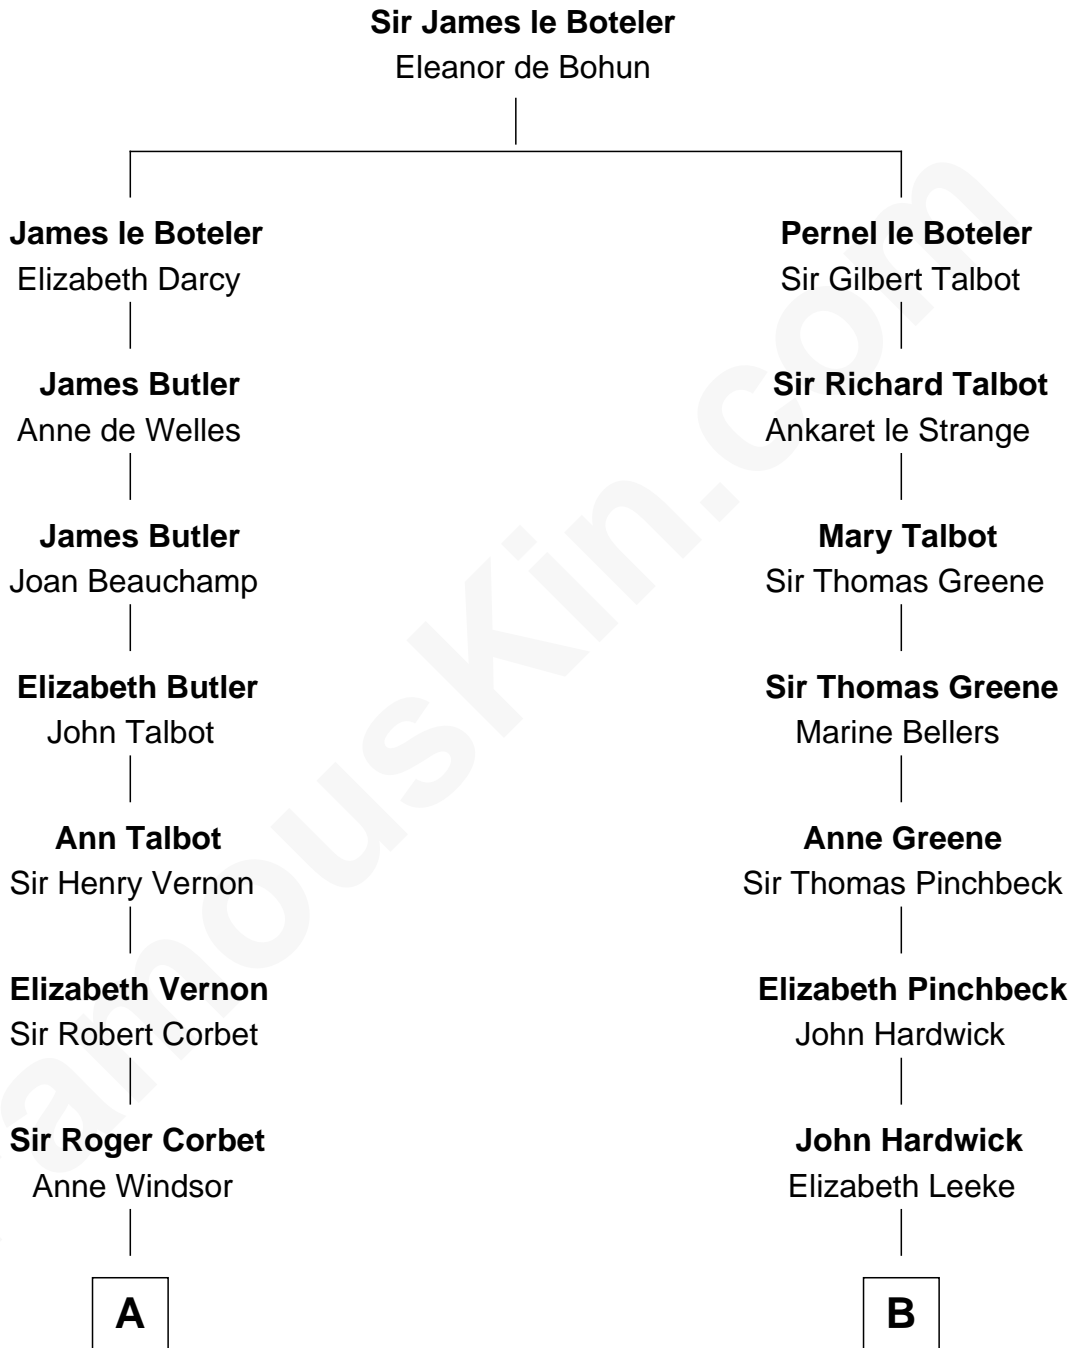 Sir James le Boteler
Eleanor de Bohun
James le Boteler
Elizabeth Darcy
Pernel le Boteler
Sir Gilbert Talbot
James Butler
Anne de Welles
Sir Richard Talbot
Ankaret le Strange
James Butler
Joan Beauchamp
Mary Talbot
Sir Thomas Greene
Elizabeth Butler
John Talbot
Sir Thomas Greene
Marine Bellers
Ann Talbot
Sir Henry Vernon
Anne Greene
Sir Thomas Pinchbeck
Elizabeth Vernon
Sir Robert Corbet
Elizabeth Pinchbeck
John Hardwick
Sir Roger Corbet
Anne Windsor
John Hardwick
Elizabeth Leeke
A
B
amousKin.com